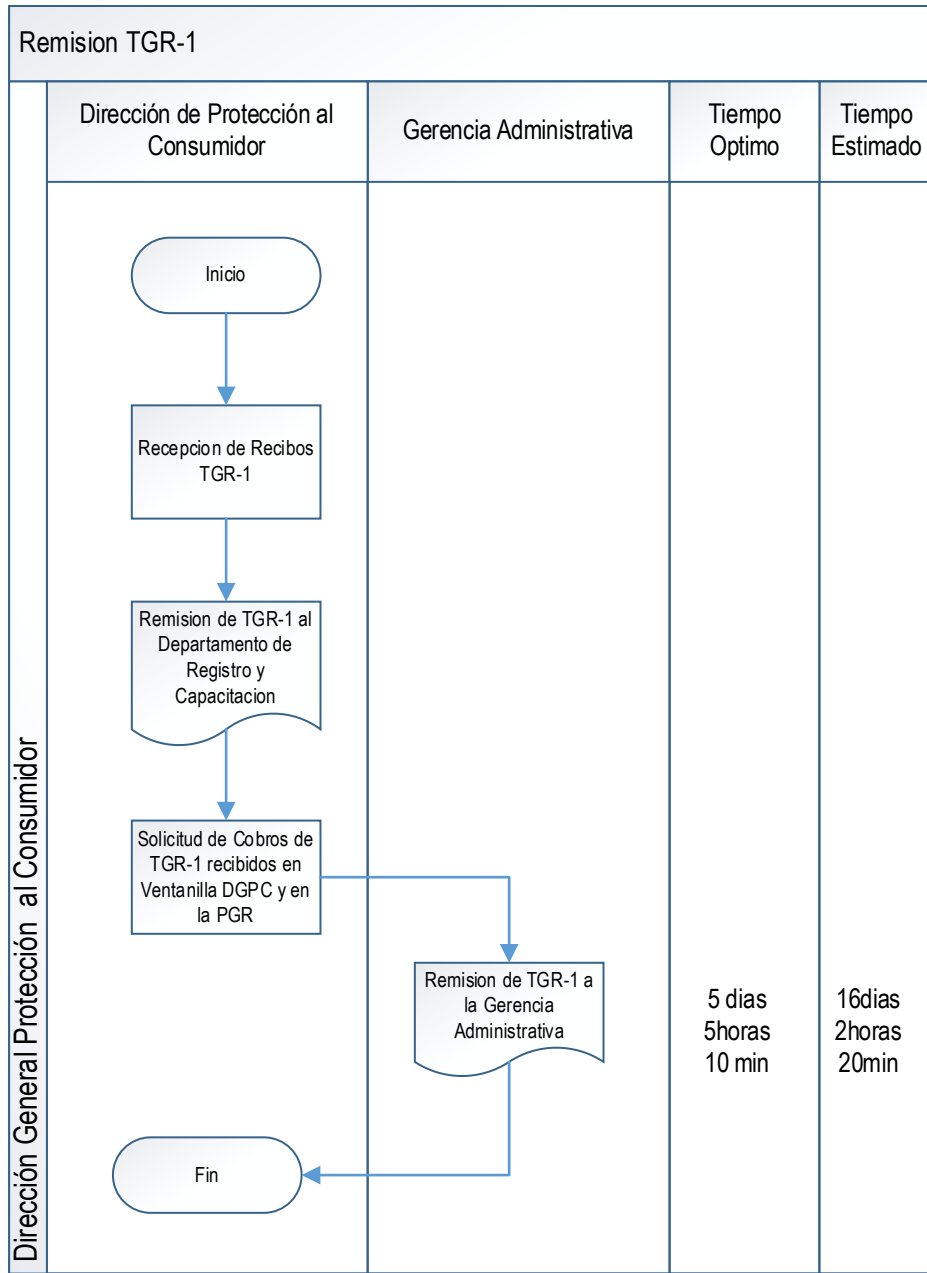 Remision TGR-1
Dirección de Protección al
Consumidor
Gerencia Administrativa
Tiempo
Optimo
Tiempo
Estimado
Dirección General Protección al Consumidor
Inicio
Recepcion de Recibos
TGR-1
Remision de TGR-1 al
Departamento de
Registro y
Capacitacion
Solicitud de Cobros de
TGR-1 recibidos en
Ventanilla DGPC y en
la PGR
Remision de TGR-1 a
la Gerencia
Administrativa
5 dias
5horas
10 min
16dias
2horas
20min
Fin